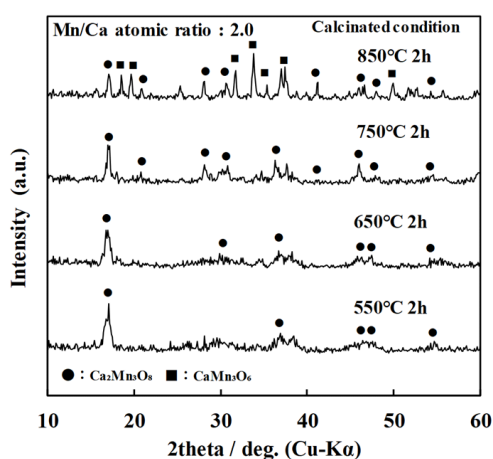 Mn/Ca atomic ratio : 2.0
Calcinated condition
850°C 2h
750°C 2h
650°C 2h
550°C 2h
Intensity (a.u.)
● : Ca₂Mn₃O₈ ■ : CaMn₃O₆
10 20 30 40 50 60
2theta / deg. (Cu-Kα)